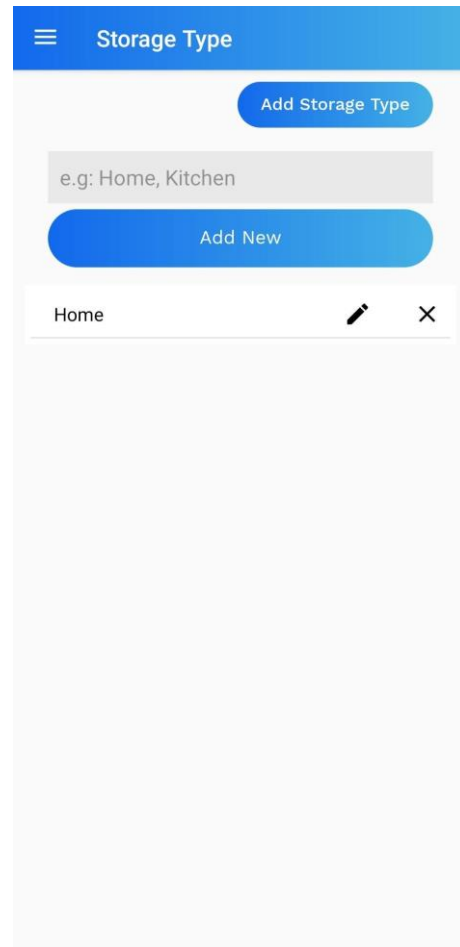 Storage Type
Add Storage Type
e.g: Home, Kitchen
Add New
Home